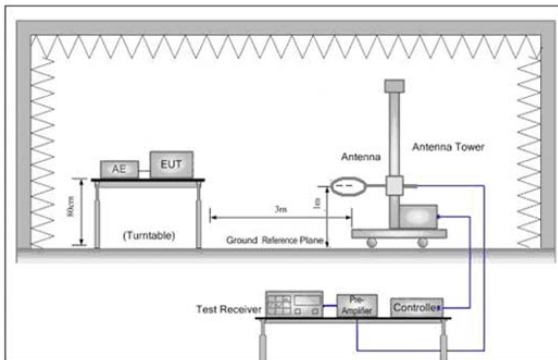 AE
EUT
80cm
(Turntable)
3m
Antenna
Antenna Tower
1m
Ground Reference Plane
Test Receiver
Pre-
Amplifier
Controller